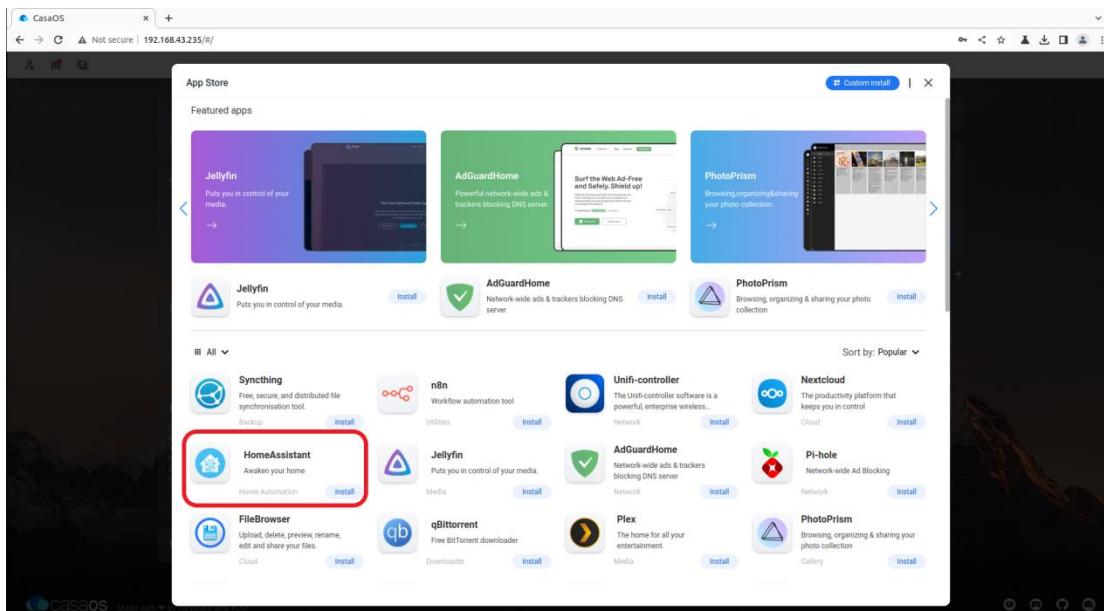 CasaOS
Not secure
192.168.43.235/#/
App Store
Custom install
Featured apps
Jellyfin
Puts you in control of your
media.
AdGuardHome
Powerful network-wide ads &
trackers blocking DNS server.
Surf the Web Ad-Free
and Safely. Shield up!
PhotoPrism
Browsing,organizing&sharing
your photo collection.
Jellyfin
Puts you in control of your media.
Install
AdGuardHome
Network-wide ads & trackers blocking DNS
server
Install
PhotoPrism
Browsing, organizing & sharing your photo
collection
Install
All
Sort by: Popular
Syncthing
Free, secure, and distributed file
synchronisation tool.
Backup
Install
n8n
Workflow automation tool
Utilities
Install
Unifi-controller
The Unifi-controller software is a
powerful, enterprise wireless...
Network
Install
Nextcloud
The productivity platform that
keeps you in control
Cloud
Install
HomeAssistant
Awaken your home
Home Automation
Install
Jellyfin
Puts you in control of your media.
Media
Install
AdGuardHome
Network-wide ads & trackers
blocking DNS server
Network
Install
Pi-hole
Network-wide Ad Blocking
Network
Install
FileBrowser
Upload, delete, preview, rename,
edit and share your files.
Cloud
Install
qb
qBittorrent
Free BitTorrent downloader
Downloader
Install
Plex
The home for all your
entertainment.
Media
Install
PhotoPrism
Browsing, organizing & sharing your
photo collection
Gallery
Install
casaos
Made with